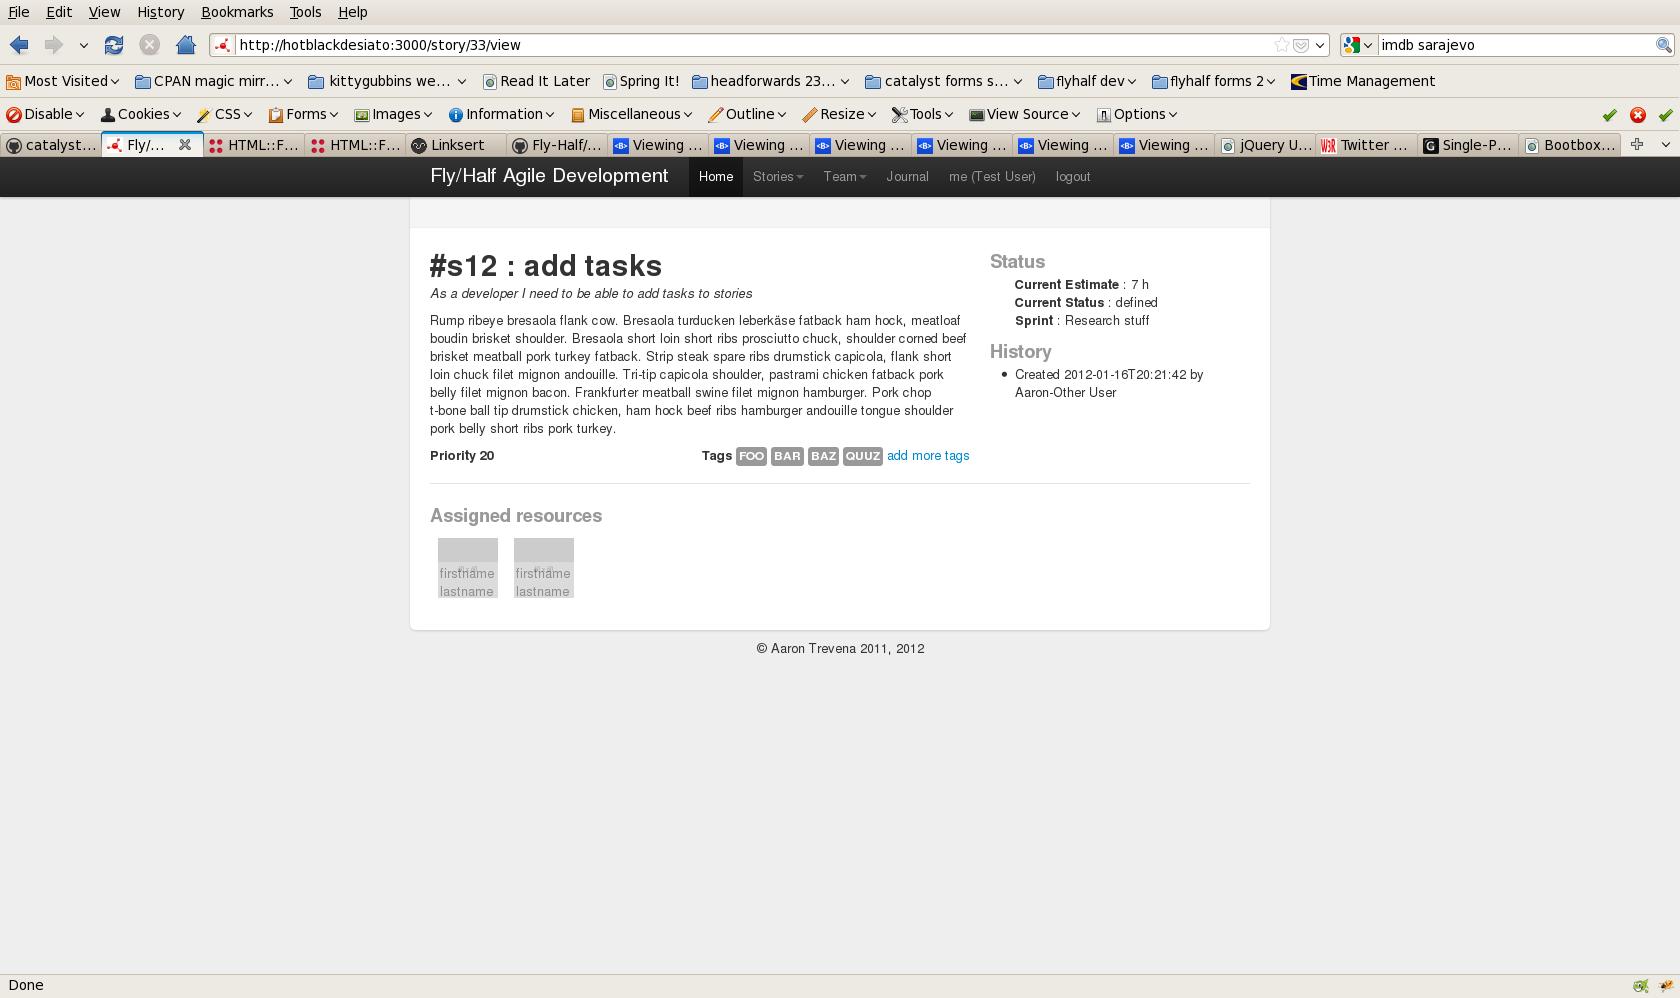 File Edit View History Bookmarks Tools Help
http://hotblackdesiato:3000/story/33/view imdb sarajevo
Most Visited CPAN magic mirr... kittygubbins we... Read It Later Spring It! headforwards 23... catalyst forms s... flyhalf dev flyhalf forms 2 Time Management
Disable Cookies CSS Forms Images Information Miscellaneous Outline Resize Tools View Source Options
catalyst... Fly/... HTML::F... HTML::F... Linksert Fly-Half/... Viewing ... Viewing ... Viewing ... Viewing ... Viewing ... Viewing ... jQuery U... Twitter ... Single-P... Bootbox...
Fly/Half Agile Development Home Stories Team Journal me (Test User) logout
#s12 : add tasks
As a developer I need to be able to add tasks to stories
Rump ribeye bresaola flank cow. Bresaola turducken leberkäse fatback ham hock, meatloaf
boudin brisket shoulder. Bresaola short loin short ribs prosciutto chuck, shoulder corned beef
brisket meatball pork turkey fatback. Strip steak spare ribs drumstick capicola, flank short
loin chuck filet mignon andouille. Tri-tip capicola shoulder, pastrami chicken fatback pork
belly filet mignon bacon. Frankfurter meatball swine filet mignon hamburger. Pork chop
t-bone ball tip drumstick chicken, ham hock beef ribs hamburger andouille tongue shoulder
pork belly short ribs pork turkey.
Priority 20 Tags FOO BAR BAZ QUUZ add more tags
Status
Current Estimate : 7 h
Current Status : defined
Sprint : Research stuff
History
• Created 2012-01-16T20:21:42 by
Aaron-Other User
Assigned resources
firstname firstname
lastname lastname
© Aaron Trevena 2011, 2012
Done